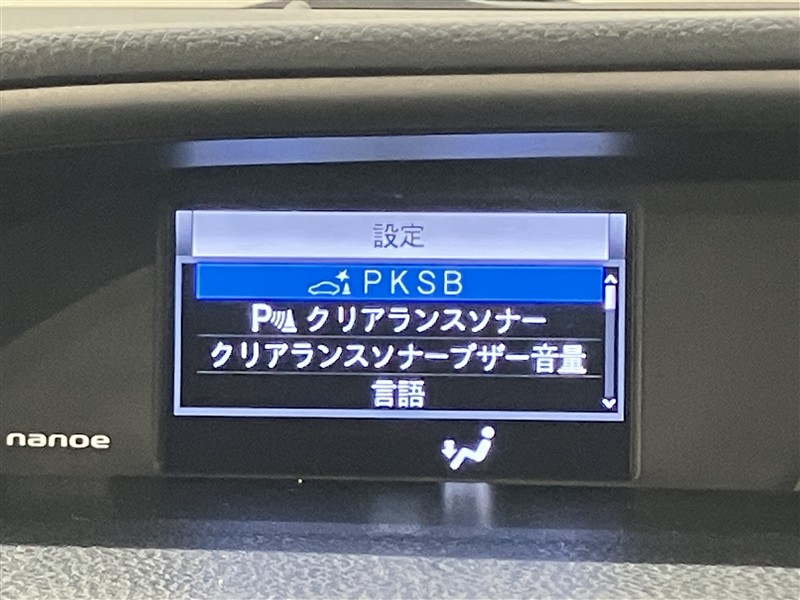 設定
PKSB
P クリアランスソナー
クリアランスソナーブザー音量
言語
nanoe